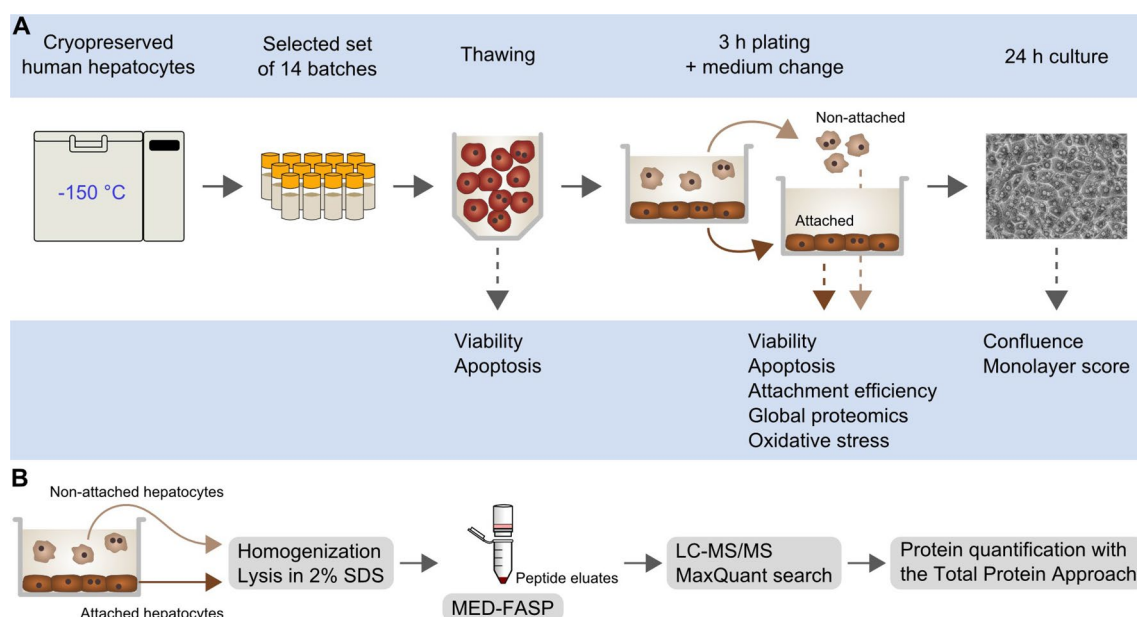 A
Cryopreserved
human hepatocytes
Selected set
of 14 batches
Thawing
3 h plating
+ medium change
24 h culture
-150 °C
Non-attached
Attached
Viability
Apoptosis
Viability
Apoptosis
Attachment efficiency
Global proteomics
Oxidative stress
Confluence
Monolayer score
B
Non-attached hepatocytes
Attached hepatocytes
Homogenization
Lysis in 2% SDS
Peptide eluates
MED-FASP
LC-MS/MS
MaxQuant search
Protein quantification with
the Total Protein Approach